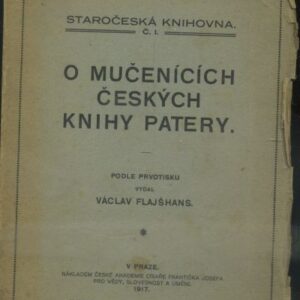 STAROČESKÁ KNIHOVNA.
Č. I.
O MUČENÍCÍCH
ČESKÝCH
KNIHY PATERY.
PODLE PRVOTISKU
VYDAL
VÁCLAV FLAJŠHANS.
V PRAZE.
NÁKLADEM ČESKÉ AKADEMIE CÍSAŘE FRANTIŠKA JOSEFA
PRO VĚDY, SLOVESNOST A UMĚNÍ.
1917.